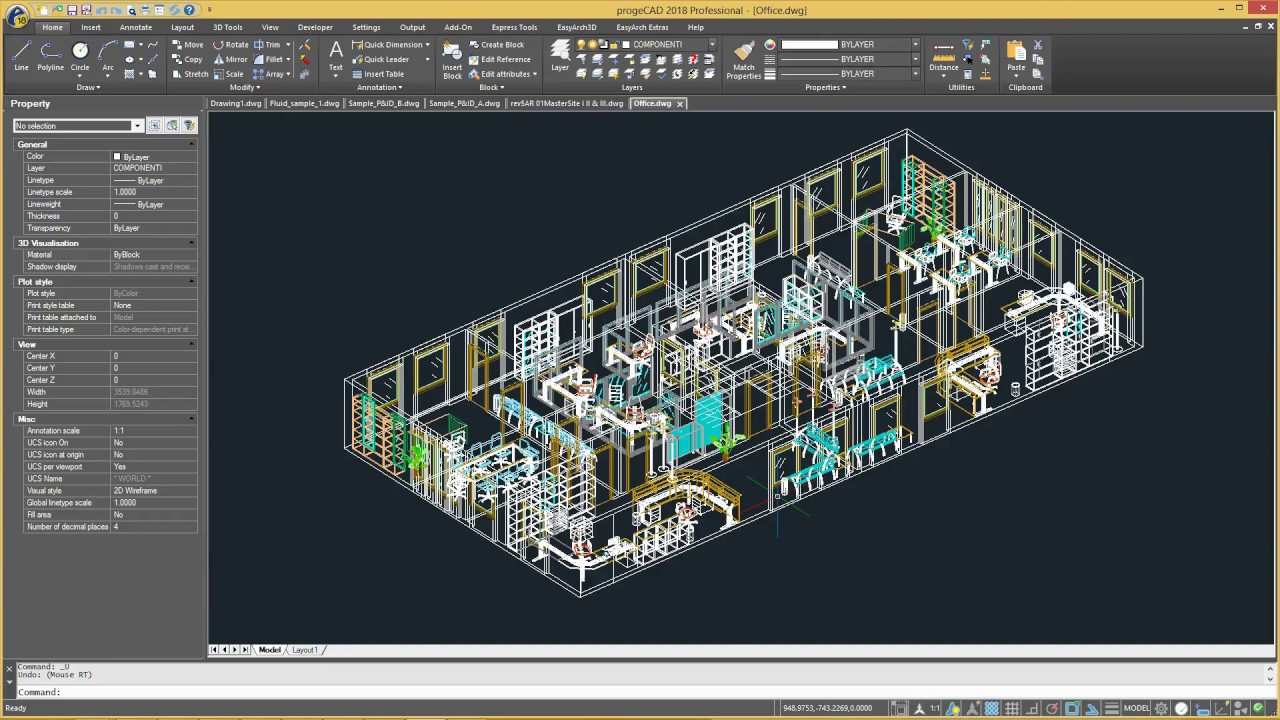 18 progeCAD 2018 Professional - [Office.dwg]
Home Insert Annotate Layout 3D Tools View Developer Settings Output Add-On Express Tools EasyArch3D EasyArch Extras Help
Move Rotate Trim Quick Dimension Create Block COMPONENTI BYLAYER
Copy Mirror Fillet Quick Leader Redefine Block BYLAYER
Stretch Scale Array Insert Table Edit attributes BYLAYER
Line Polyline Circle Arc Text Insert Block Layer Match Properties Distance Paste
Draw Modify Annotation Block Layers Properties Utilities Clipboard
Property
Drawing1.dwg Fluid_sample_1.dwg Sample_P&ID_B.dwg Sample_P&ID_A.dwg revSAR 01MasterSite I II & III.dwg Office.dwg
No selection
General
Color ByLayer
Layer COMPONENTI
Linetype ByLayer
Linetype scale 1.0000
Lineweight ByLayer
Thickness 0
Transparency ByLayer
3D Visualisation
Material ByBlock
Shadow display Shadows cast and recei...
Plot style
Plot style ByColor
Print style table None
Print table attached to Model
Print table type Color-dependent print st...
View
Center X 0
Center Y 0
Center Z 0
Width 3539.0486
Height 1769.5243
Misc
Annotation scale 1:1
UCS icon On No
UCS icon at origin No
UCS per viewport Yes
UCS Name *WORLD*
Visual style 2D Wireframe
Global linetype scale 1.0000
Fill area No
Number of decimal places 4
Model Layout1
Command: _U
Undo: (Mouse RT)
Command:
Ready 948.9753,-743.2269,0.0000 1:1 MODEL